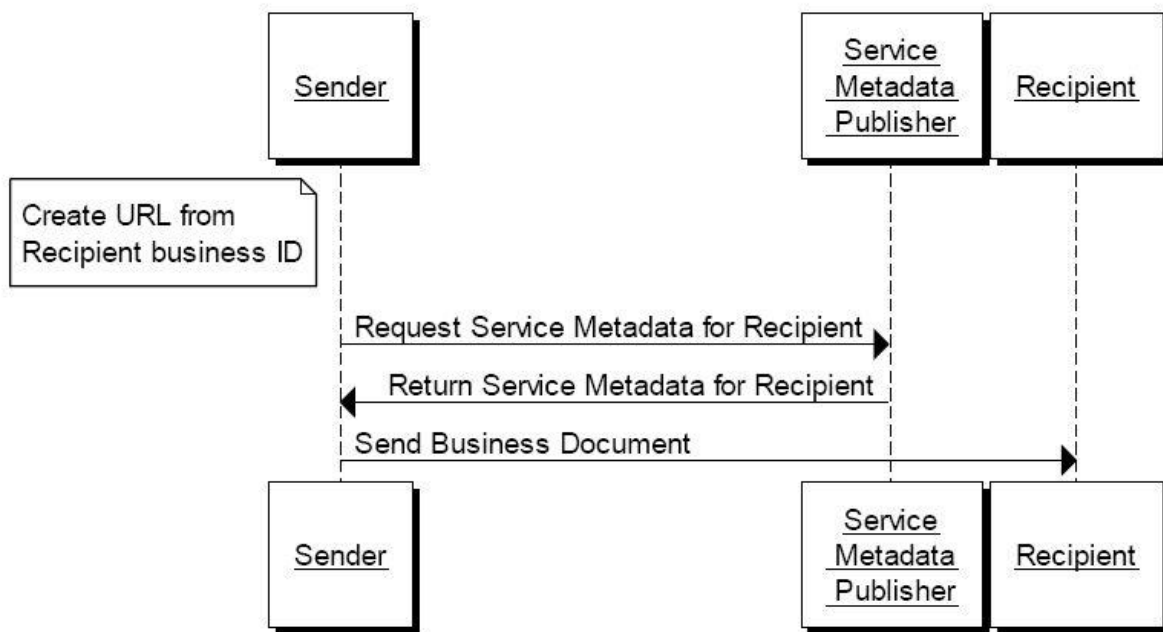 Sender
Service
Metadata
Publisher
Recipient
Create URL from
Recipient business ID
Request Service Metadata for Recipient
Return Service Metadata for Recipient
Send Business Document
Sender
Service
Metadata
Publisher
Recipient